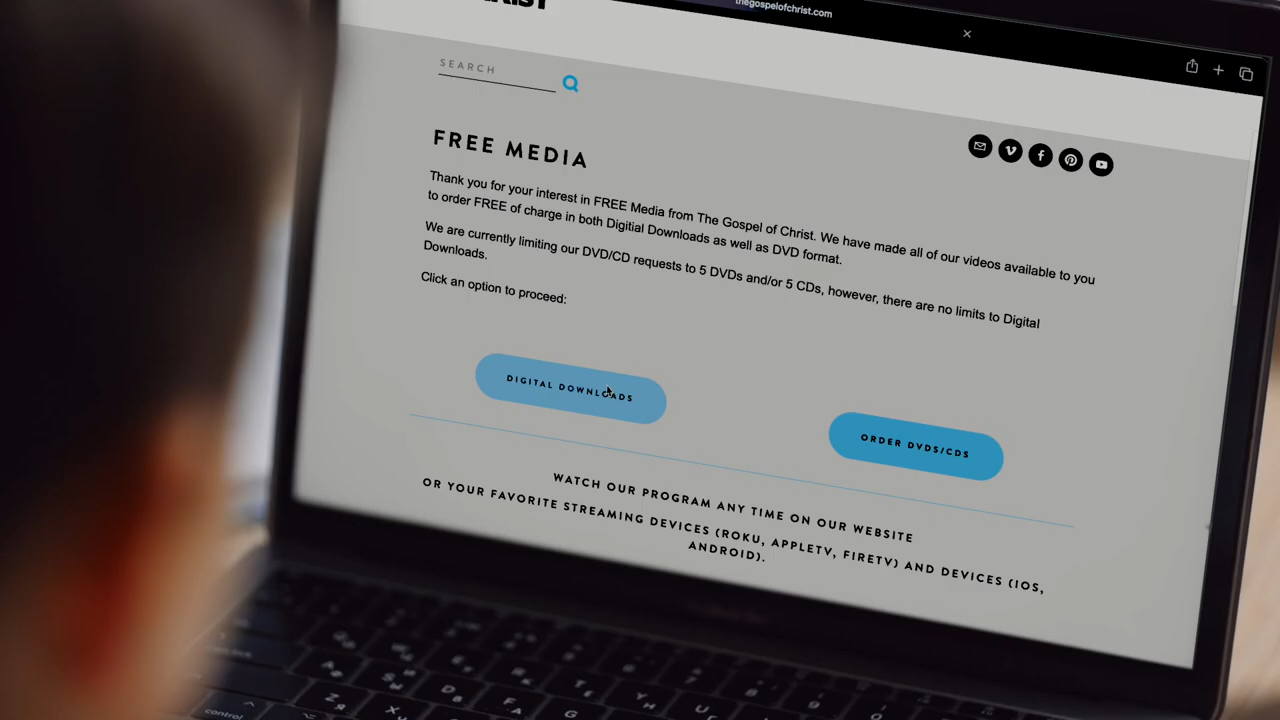 thegospelofchrist.com
SEARCH
FREE MEDIA
Thank you for your interest in FREE Media from The Gospel of Christ. We have made all of our videos available to you
to order FREE of charge in both Digitial Downloads as well as DVD format.
We are currently limiting our DVD/CD requests to 5 DVDs and/or 5 CDs, however, there are no limits to Digital
Downloads.
Click an option to proceed:
DIGITAL DOWNLOADS
ORDER DVDS/CDS
WATCH OUR PROGRAM ANY TIME ON OUR WEBSITE
OR YOUR FAVORITE STREAMING DEVICES (ROKU, APPLETV, FIRETV) AND DEVICES (IOS,
ANDROID).
control